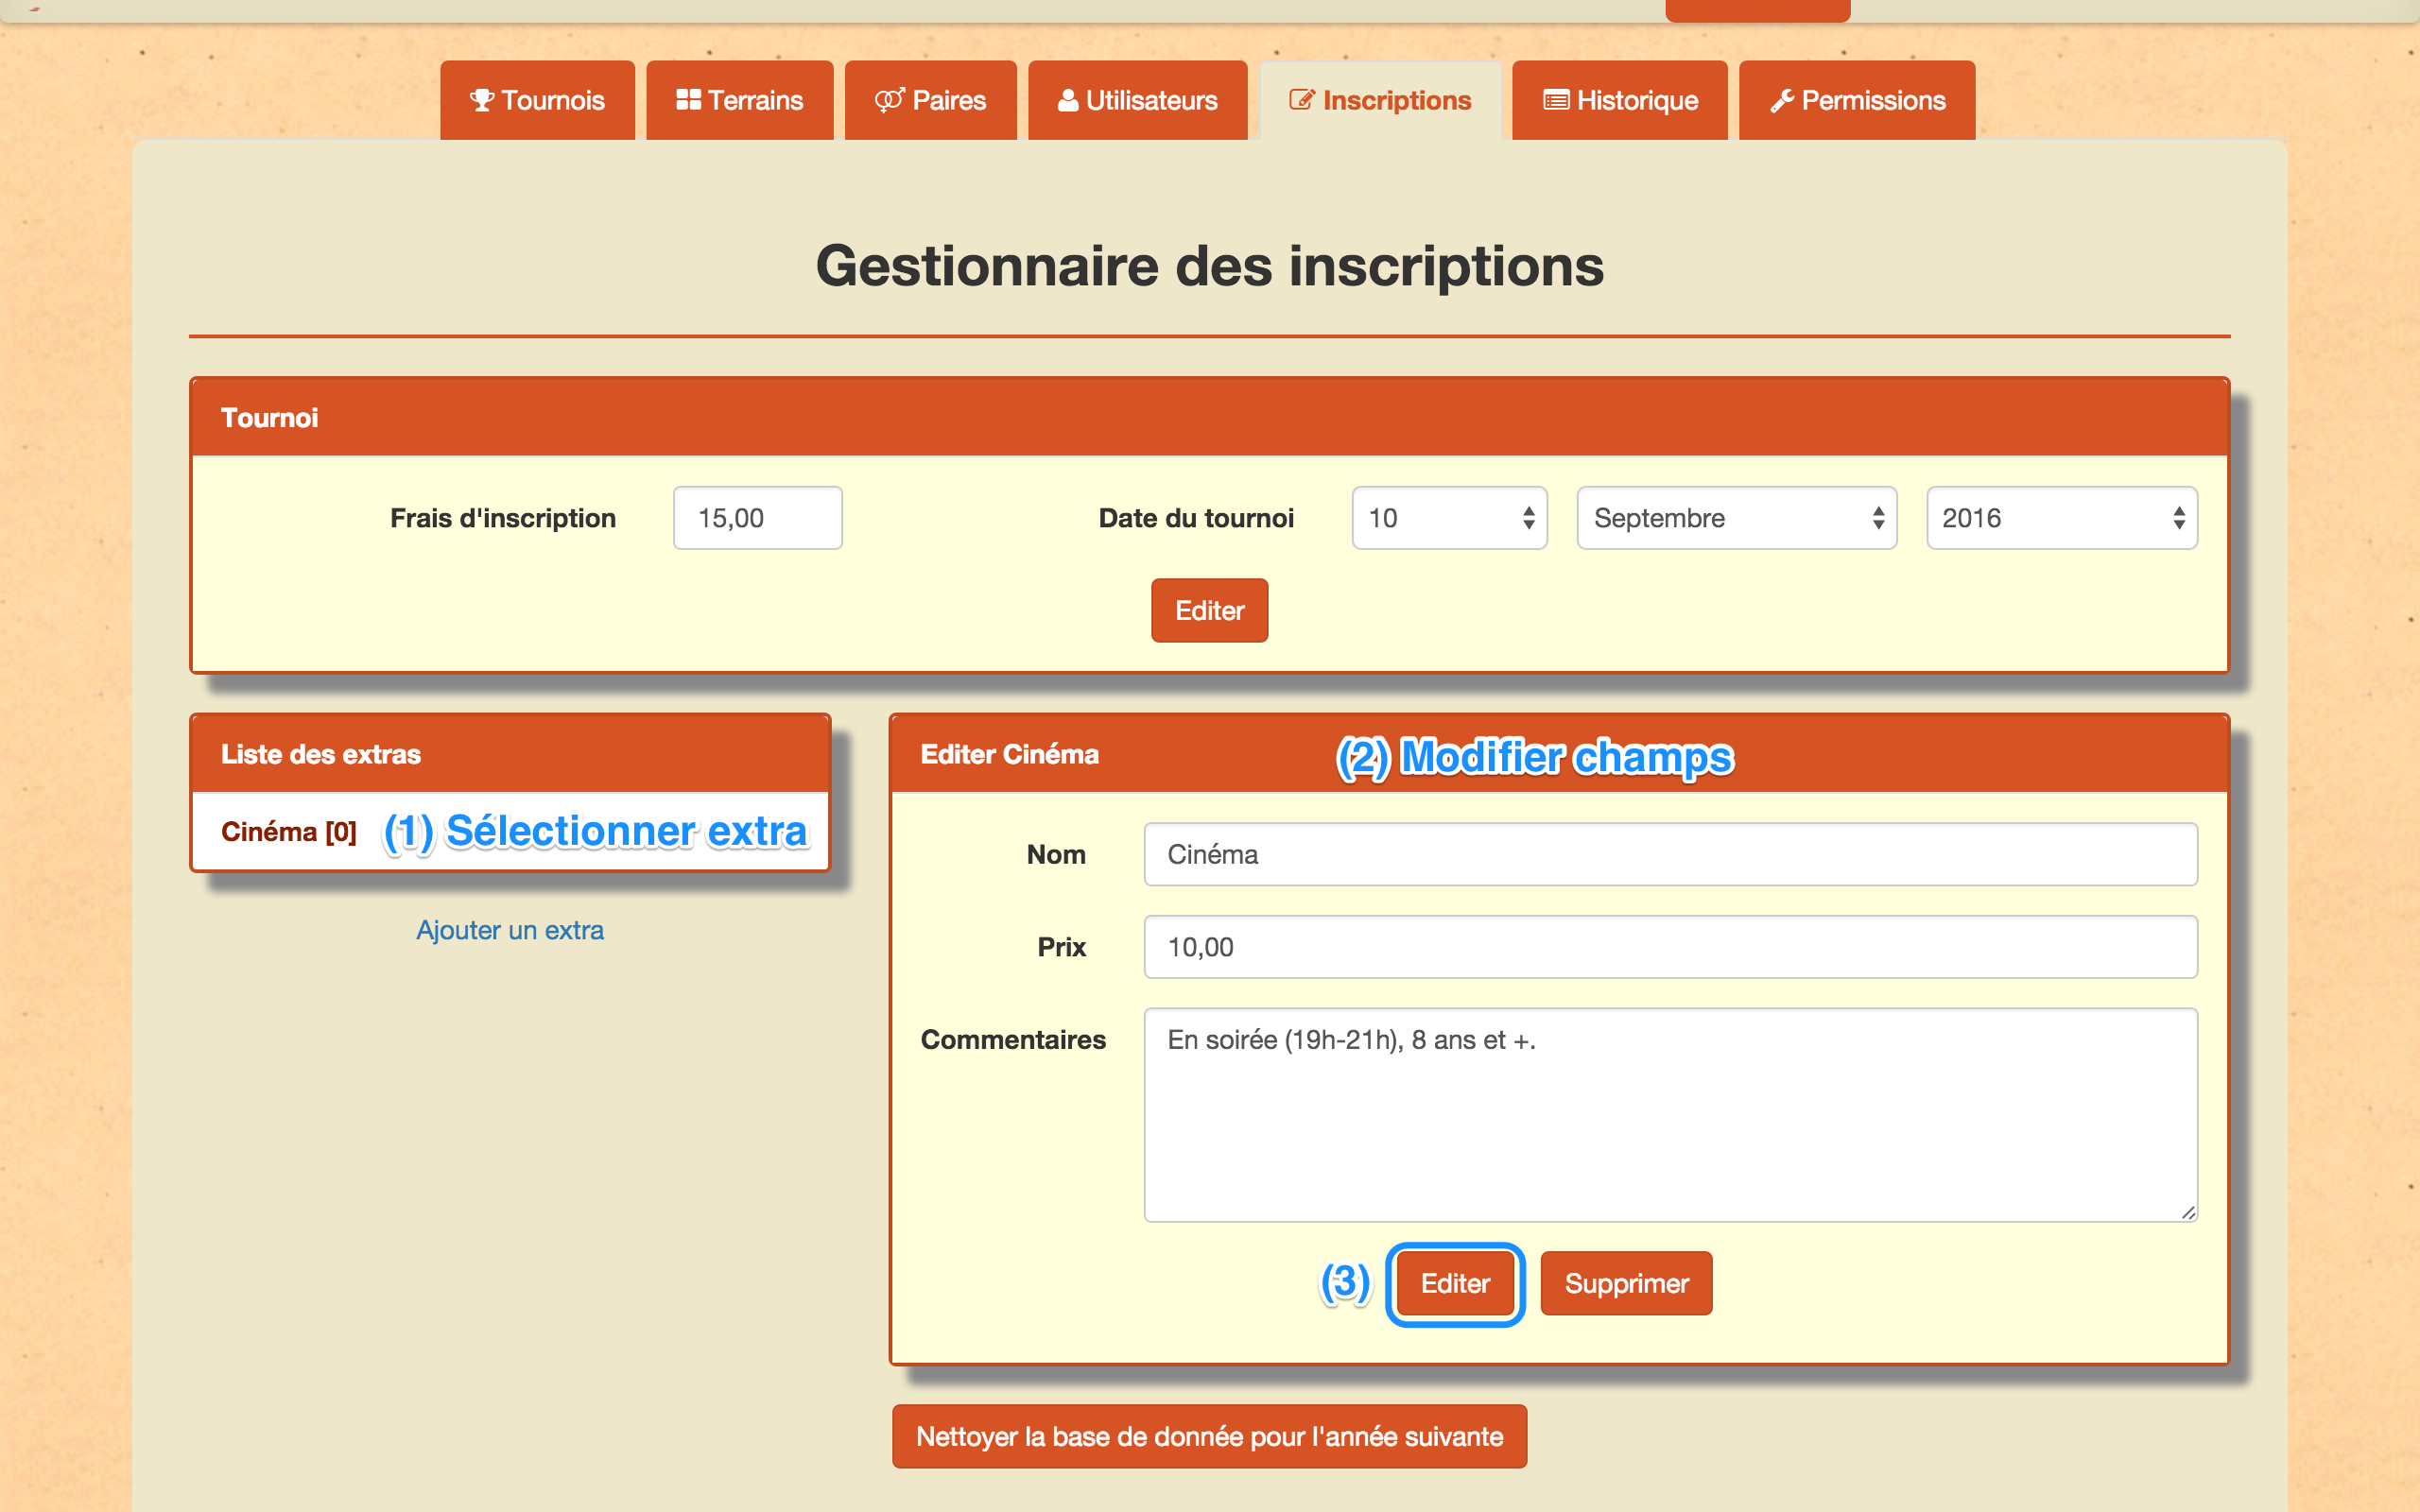 Tournois Terrains Paires Utilisateurs Inscriptions Historique Permissions
Gestionnaire des inscriptions
Tournoi
Frais d'inscription 15,00 Date du tournoi 10 Septembre 2016
Editer
Liste des extras
Cinéma [0] (1) Sélectionner extra
Ajouter un extra
Editer Cinéma (2) Modifier champs
Nom Cinéma
Prix 10,00
Commentaires En soirée (19h-21h), 8 ans et +.
(3) Editer Supprimer
Nettoyer la base de donnée pour l'année suivante